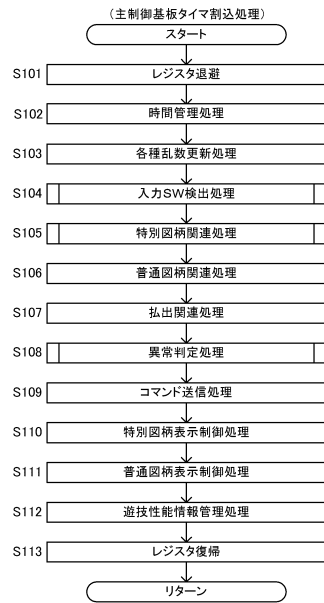 （主制御基板タイマ割込処理）
スタート
S101 レジスタ退避
S102 時間管理処理
S103 各種乱数更新処理
S104 入力SW検出処理
S105 特別図柄関連処理
S106 普通図柄関連処理
S107 払出関連処理
S108 異常判定処理
S109 コマンド送信処理
S110 特別図柄表示制御処理
S111 普通図柄表示制御処理
S112 遊技性能情報管理処理
S113 レジスタ復帰
リターン